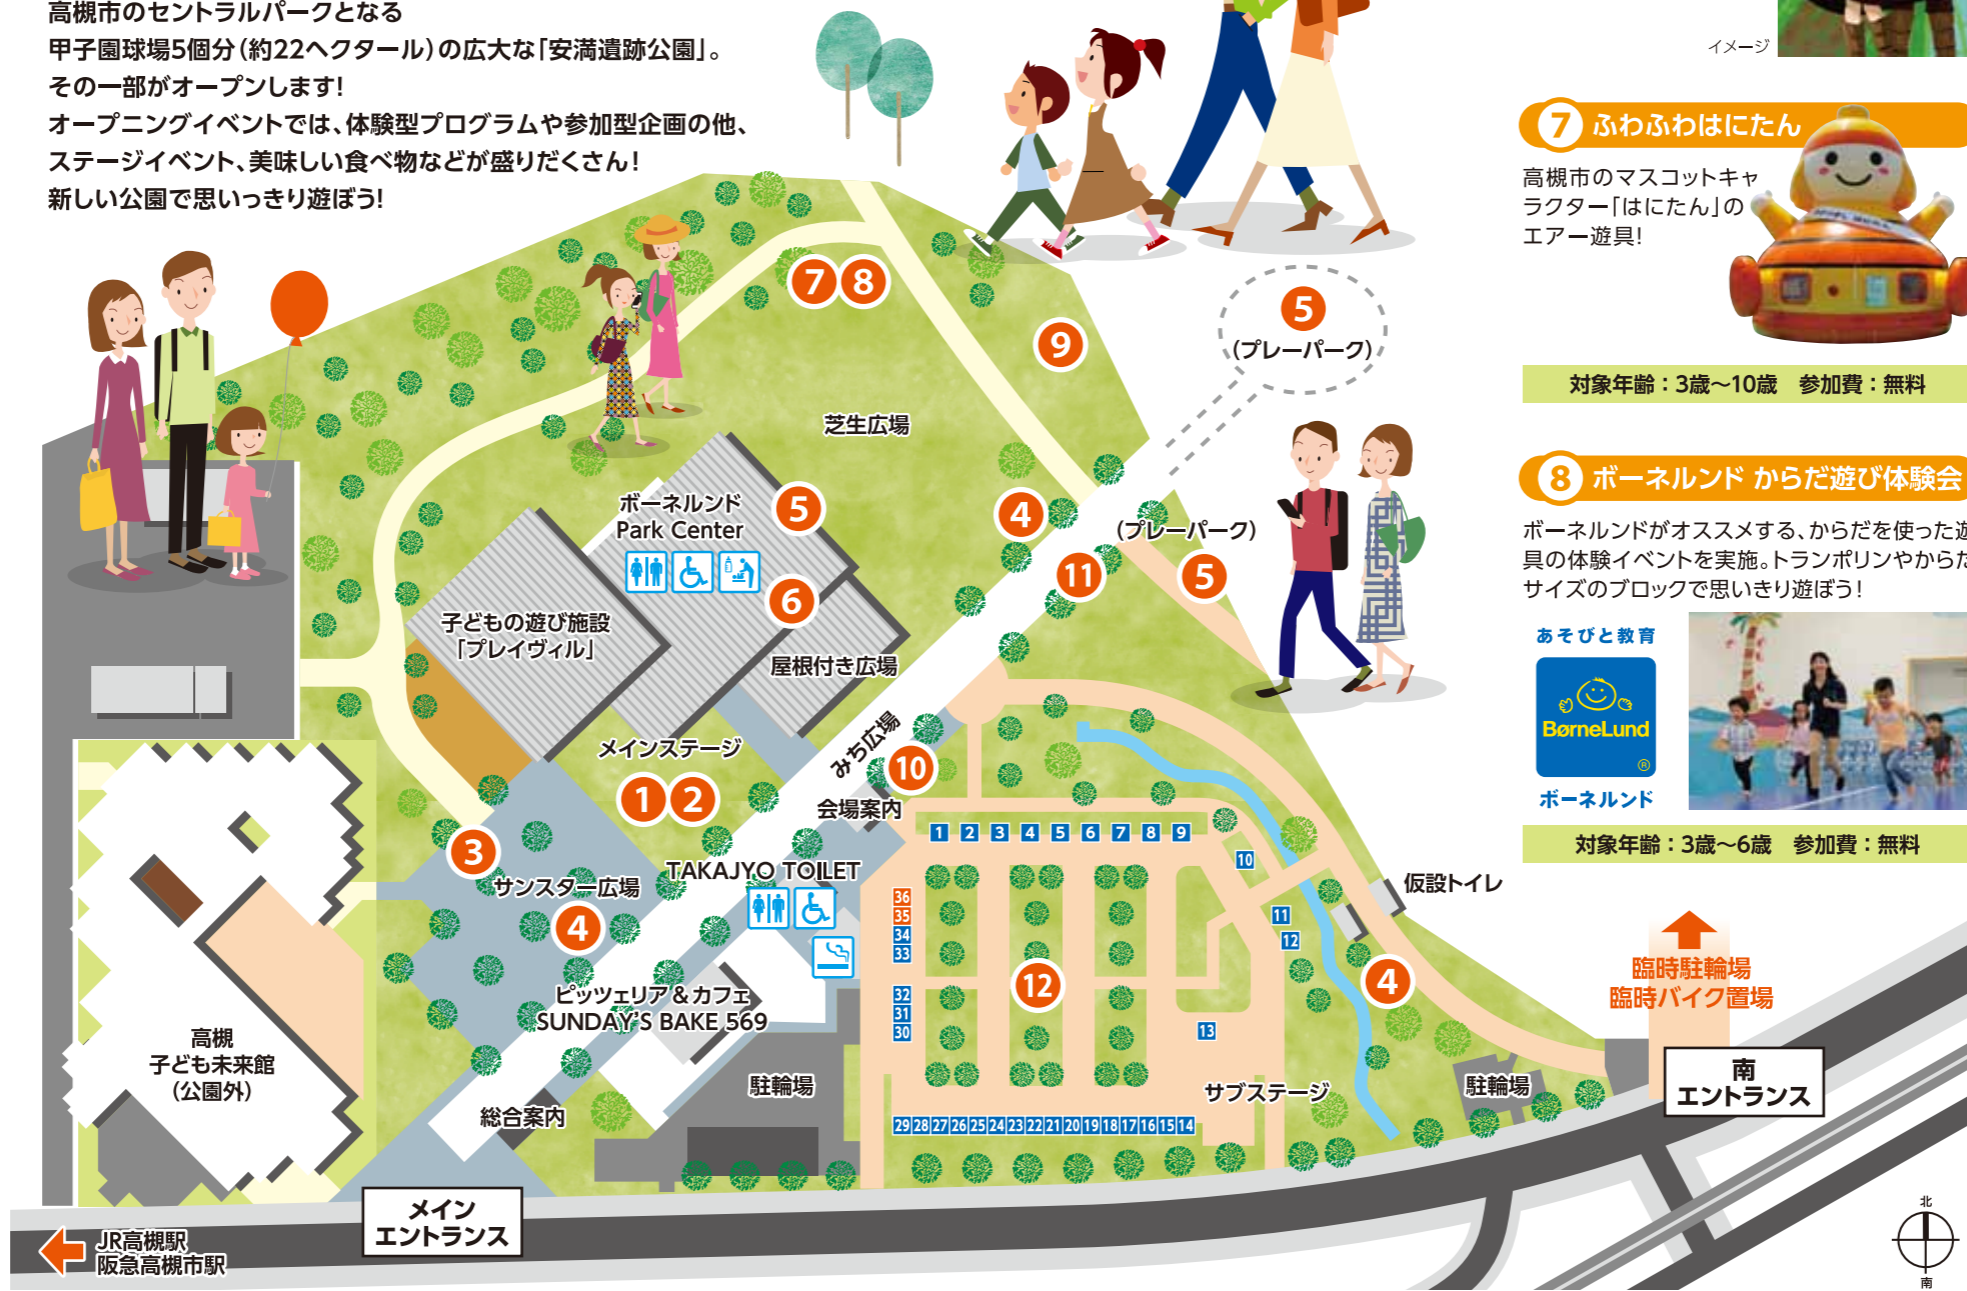 高槻市のセントラルパークとなる
甲子園球場5個分(約22ヘクタール)の広大な「安満遺跡公園」。
その一部がオープンします!
オープニングイベントでは、体験型プログラムや参加型企画の他、
ステージイベント、美味しい食べ物などが盛りだくさん!
新しい公園で思いっきり遊ぼう!
イメージ
7 ふわふわはにたん
高槻市のマスコットキャ
ラクター「はにたん」の
エアー遊具!
対象年齢：3歳〜10歳 参加費：無料
8 ボーネルンド からだ遊び体験会
ボーネルンドがオススメする、からだを使った遊
具の体験イベントを実施。トランポリンやからだ
サイズのブロックで思いきり遊ぼう!
あそびと教育
BørneLund
®
ボーネルンド
対象年齢：3歳〜6歳 参加費：無料
7 8
9
5
(プレーパーク)
芝生広場
ボーネルンド
Park Center
5
4
(プレーパーク)
11
5
6
子どもの遊び施設
「プレイヴィル」
屋根付き広場
みち広場
メインステージ
10
1 2
会場案内
3
TAKAJYO TOILET
サンスター広場
4
1 2 3 4 5 6 7 8 9
10
11
12
仮設トイレ
36
35
34
33
32
31
30
12
4
13
ピッツェリア＆カフェ
SUNDAY'S BAKE 569
高槻
子ども未来館
(公園外)
駐輪場
総合案内
サブステージ
29 28 27 26 25 24 23 22 21 20 19 18 17 16 15 14
駐輪場
臨時駐輪場
臨時バイク置場
南
エントランス
メイン
エントランス
JR高槻駅
阪急高槻市駅
北
南